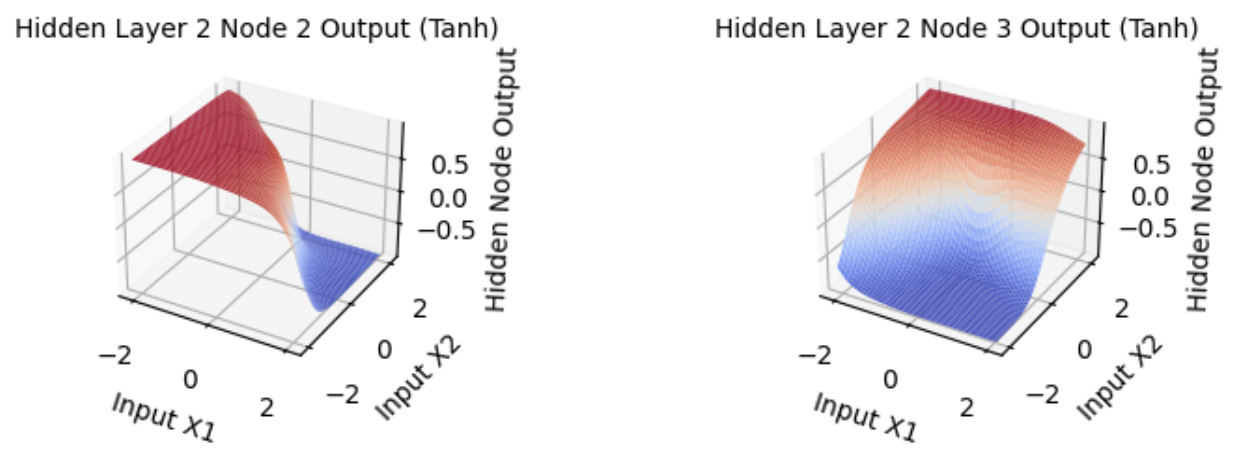 Hidden Layer 2 Node 2 Output (Tanh)
0.5
0.0
−0.5
Hidden Node Output
−2
0
2
Input X1
−2
0
2
Input X2
Hidden Layer 2 Node 3 Output (Tanh)
0.5
0.0
−0.5
Hidden Node Output
−2
0
2
Input X1
−2
0
2
Input X2